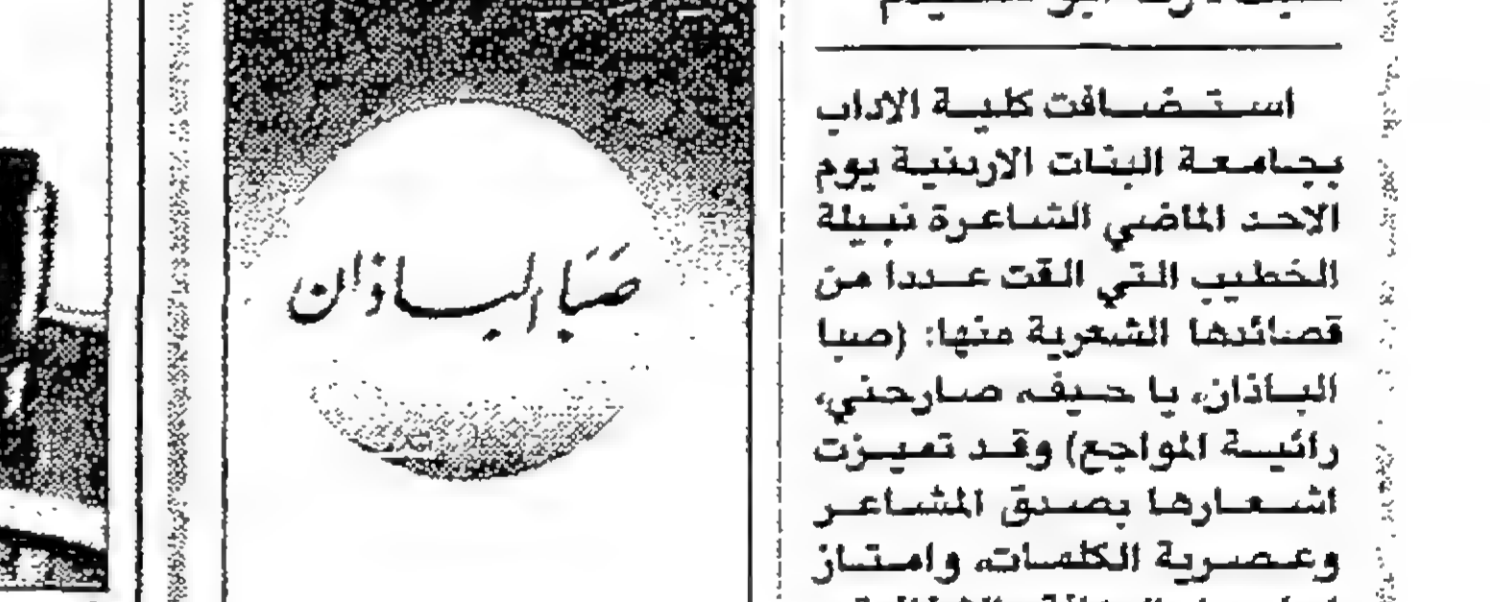 استضافت كلية الاداب
بجامعة البنات الاردنية يوم
الاحد الماضي الشاعرة نبيلة
الخطيب التي القت عددا من
قصائدها الشعرية منها: (صبا
الباذان، يا حيفه صارحني،
رائية المواجع) وقد تميزت
اشعارها بصدق المشاعر
وعصرية الكلمات، وامتاز
صَبَا الباذان